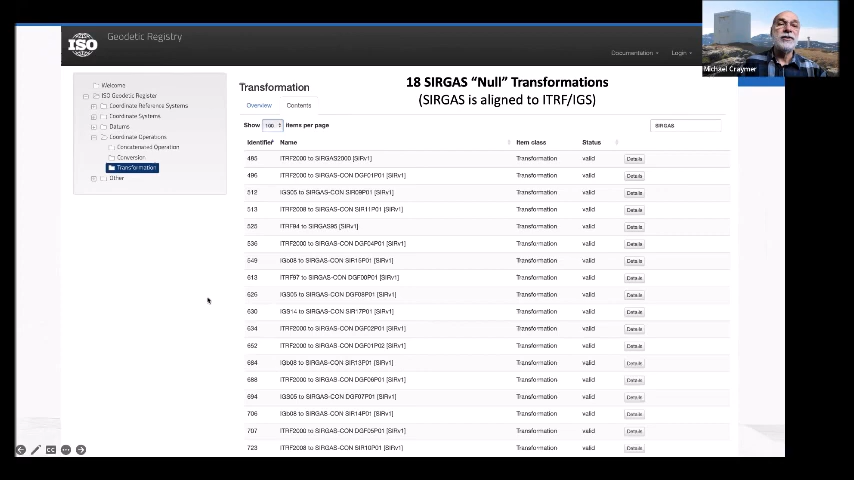 ISO
Geodetic Registry
Documentation
Login
Michael Craymer
Welcome
ISO Geodetic Register
Coordinate Reference Systems
Coordinate Systems
Datums
Coordinate Operations
Concatenated Operation
Conversion
Transformation
Other
Transformation
18 SIRGAS “Null” Transformations
(SIRGAS is aligned to ITRF/IGS)
Overview Contents
Show 100 items per page SIRGAS
Identifier Name Item class Status
485 ITRF2000 to SIRGAS2000 [SIRv1] Transformation valid Details
496 ITRF2000 to SIRGAS-CON DGF01P01 [SIRv1] Transformation valid Details
512 IGS05 to SIRGAS-CON SIR09P01 [SIRv1] Transformation valid Details
513 ITRF2008 to SIRGAS-CON SIR11P01 [SIRv1] Transformation valid Details
525 ITRF94 to SIRGAS95 [SIRv1] Transformation valid Details
536 ITRF2000 to SIRGAS-CON DGF04P01 [SIRv1] Transformation valid Details
549 IGb08 to SIRGAS-CON SIR15P01 [SIRv1] Transformation valid Details
613 ITRF97 to SIRGAS-CON DGF00P01 [SIRv1] Transformation valid Details
626 IGS05 to SIRGAS-CON DGF08P01 [SIRv1] Transformation valid Details
630 IGS14 to SIRGAS-CON SIR17P01 [SIRv1] Transformation valid Details
634 ITRF2000 to SIRGAS-CON DGF02P01 [SIRv1] Transformation valid Details
652 ITRF2000 to SIRGAS-CON DGF01P02 [SIRv1] Transformation valid Details
684 IGb08 to SIRGAS-CON SIR13P01 [SIRv1] Transformation valid Details
688 ITRF2000 to SIRGAS-CON DGF06P01 [SIRv1] Transformation valid Details
694 IGS05 to SIRGAS-CON DGF07P01 [SIRv1] Transformation valid Details
706 IGb08 to SIRGAS-CON SIR14P01 [SIRv1] Transformation valid Details
707 ITRF2000 to SIRGAS-CON DGF05P01 [SIRv1] Transformation valid Details
723 ITRF2008 to SIRGAS-CON SIR10P01 [SIRv1] Transformation valid Details
CC